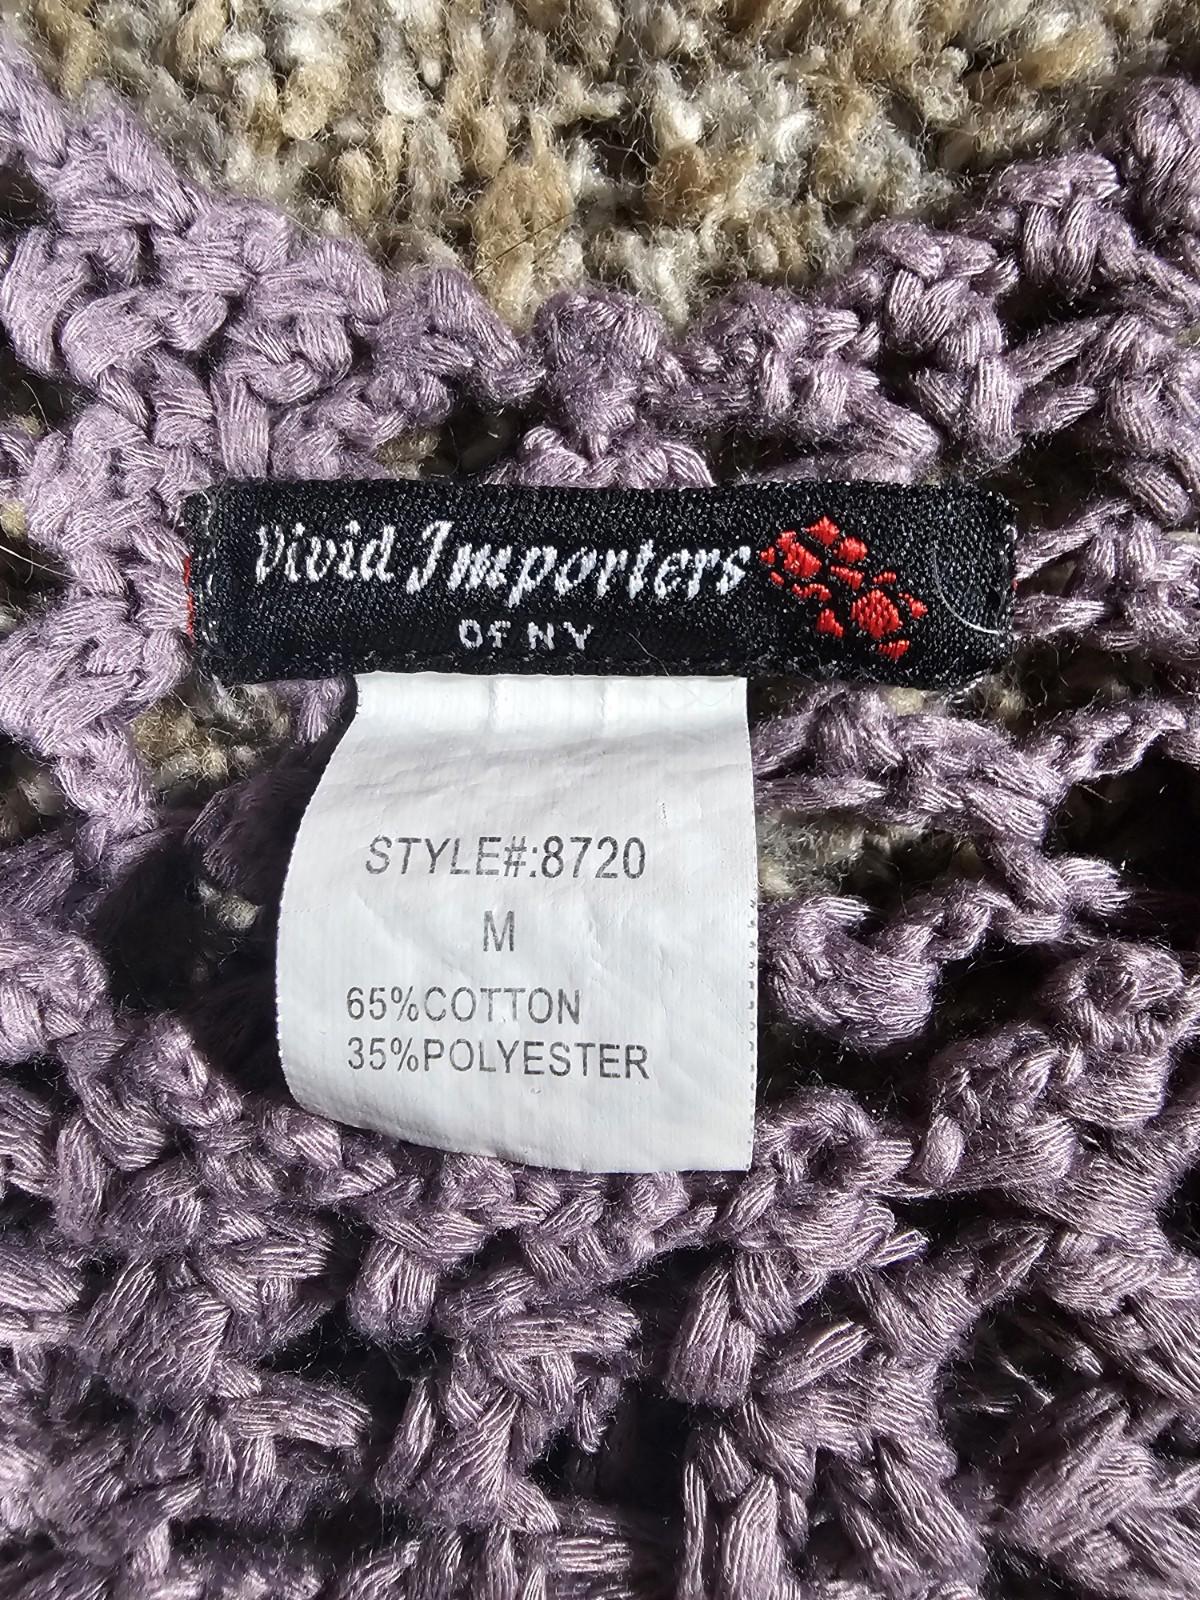 Vivid Importers
OF NY
STYLE#:8720
M
65%COTTON
35%POLYESTER